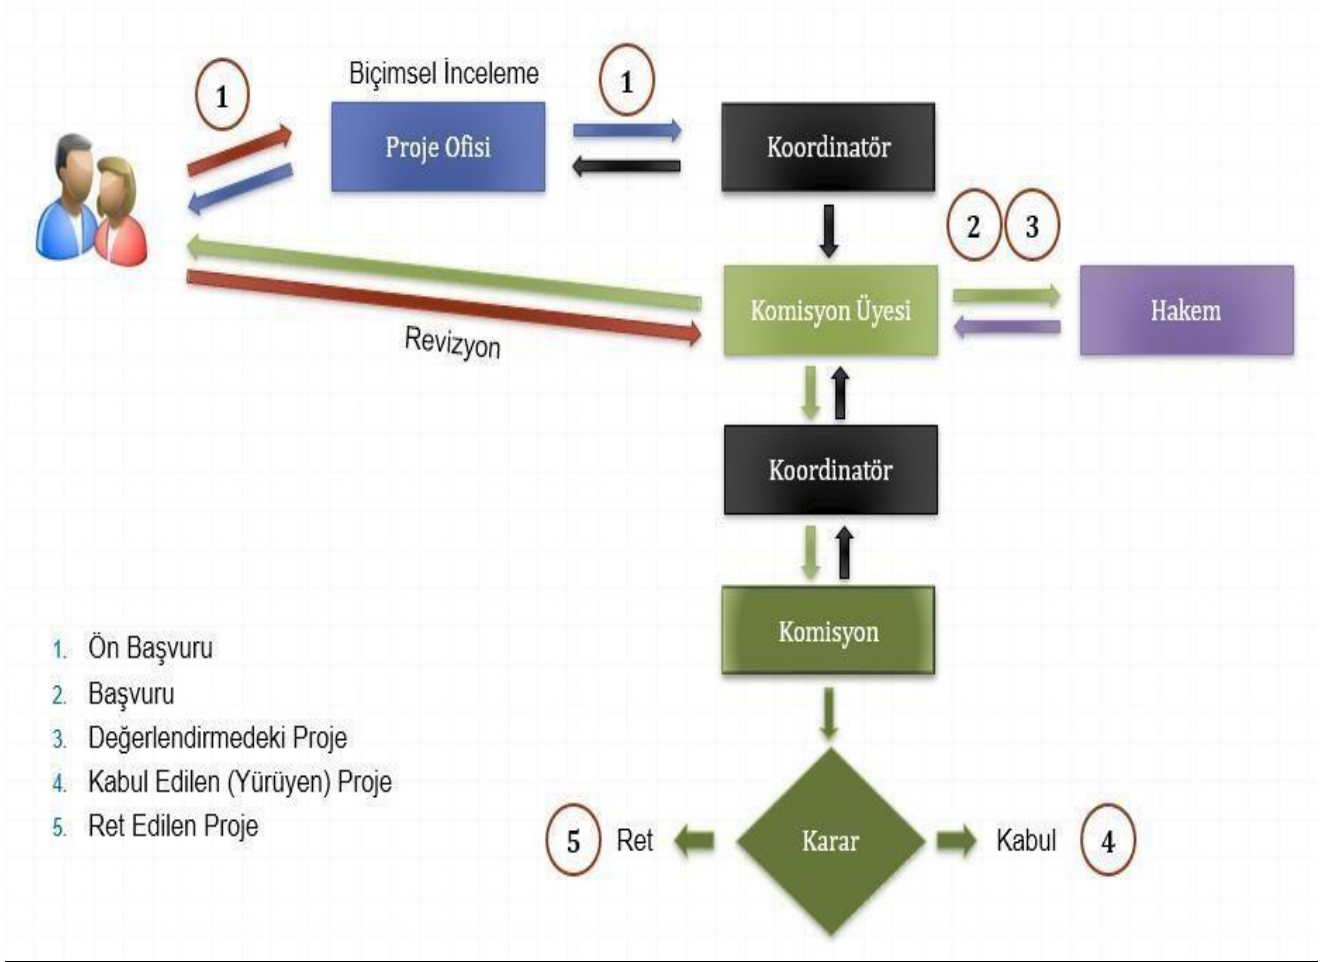 Biçimsel İnceleme
1
1
Proje Ofisi
Koordinatör
2
3
Komisyon Üyesi
Hakem
Revizyon
Koordinatör
Komisyon
1. Ön Başvuru
2. Başvuru
3. Değerlendirmedeki Proje
4. Kabul Edilen (Yürüyen) Proje
5. Ret Edilen Proje
5
Ret
Karar
Kabul
4